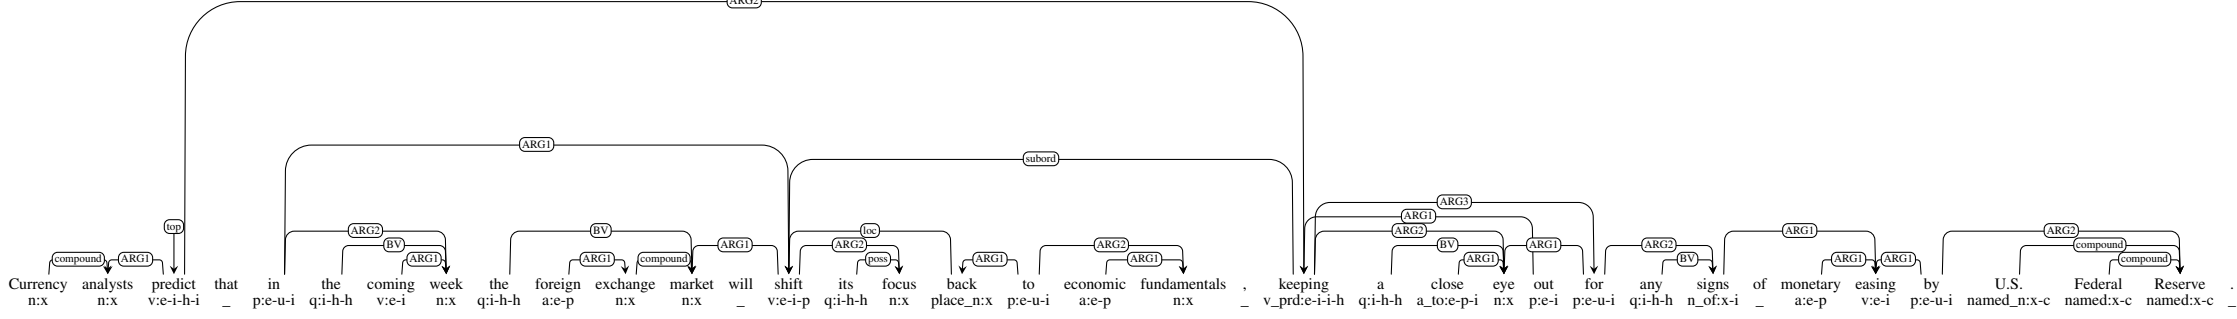 ARG2
ARG1
subord
ARG3
top ARG2 BV loc ARG1 ARG1 ARG2
BV ARG1 ARG2 ARG2 BV ARG1 ARG2 compound
compound ARG1 ARG1 ARG1 compound poss ARG1 ARG1 ARG1 BV ARG1 ARG1 compound
Currency analysts predict that in the coming week the foreign exchange market will shift its focus back to economic fundamentals , keeping a close eye out for any signs of monetary easing by U.S. Federal Reserve .
n:x n:x v:e-i-h-i _ p:e-u-i q:i-h-h v:e-i n:x q:i-h-h a:e-p n:x n:x _ v:e-i-p q:i-h-h n:x place_n:x p:e-u-i a:e-p n:x _ v_prd:e-i-i-h q:i-h-h a_to:e-p-i n:x p:e-i p:e-u-i q:i-h-h n_of:x-i _ a:e-p v:e-i p:e-u-i named_n:x-c named:x-c named:x-c _